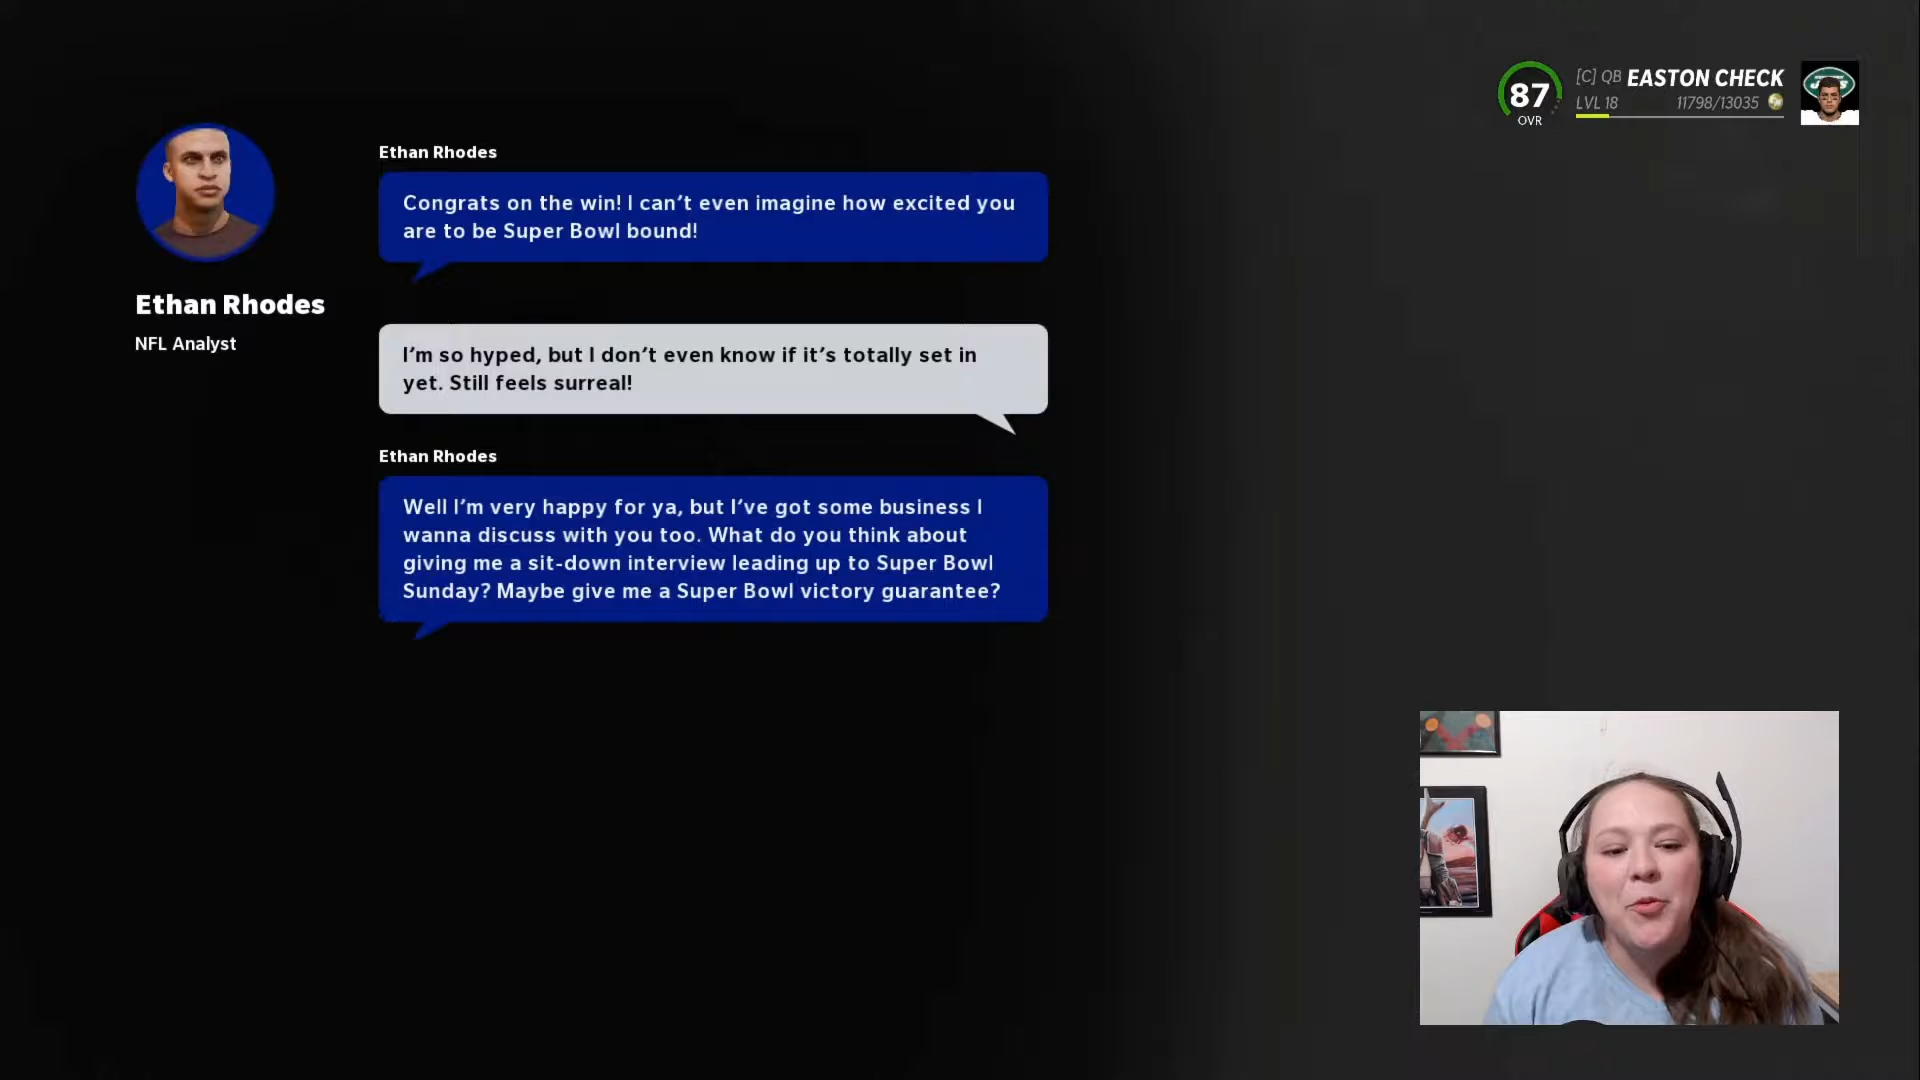 87
OVR
[C] QB EASTON CHECK
LVL 18 11798/13035
JETS
Ethan Rhodes
NFL Analyst
Ethan Rhodes
Congrats on the win! I can't even imagine how excited you
are to be Super Bowl bound!
I'm so hyped, but I don't even know if it's totally set in
yet. Still feels surreal!
Ethan Rhodes
Well I'm very happy for ya, but I've got some business I
wanna discuss with you too. What do you think about
giving me a sit-down interview leading up to Super Bowl
Sunday? Maybe give me a Super Bowl victory guarantee?